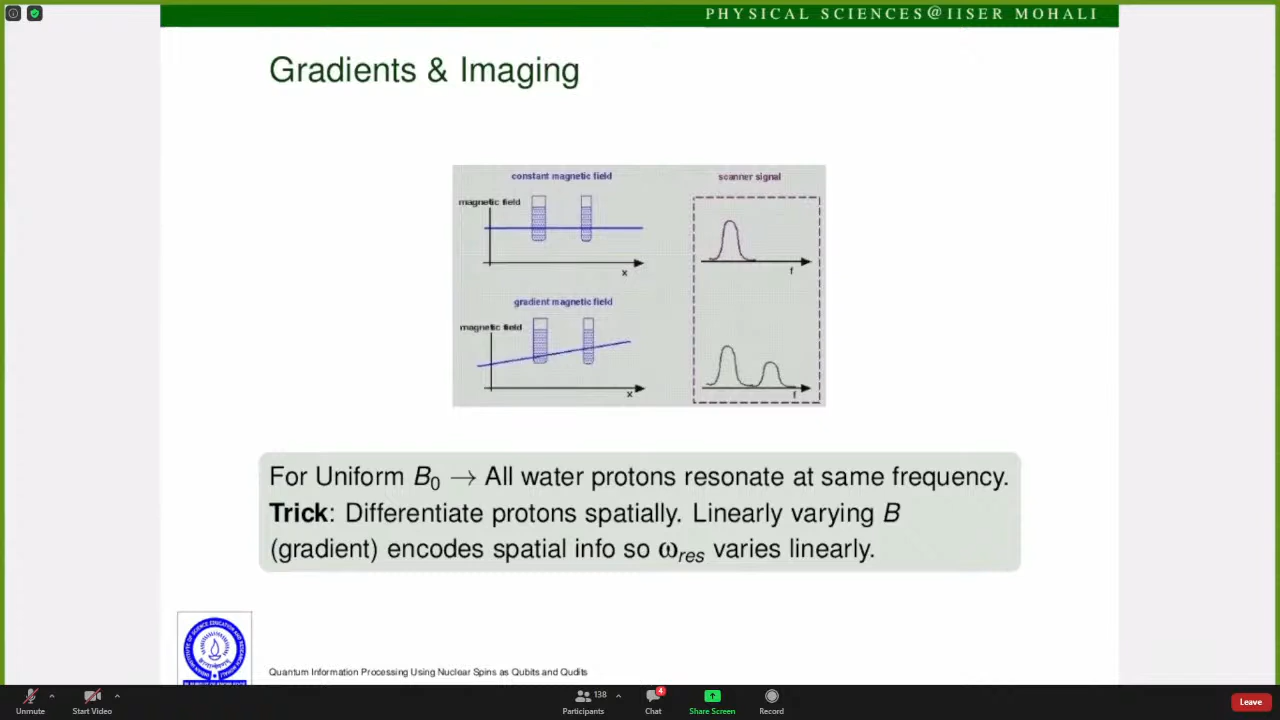 PHYSICAL SCIENCES@IISER MOHALI
Gradients & Imaging
constant magnetic field
scanner signal
magnetic field
x
f
gradient magnetic field
magnetic field
x
f
For Uniform B0 → All water protons resonate at same frequency.
Trick: Differentiate protons spatially. Linearly varying B
(gradient) encodes spatial info so ωres varies linearly.
Quantum Information Processing Using Nuclear Spins as Qubits and Qudits
Unmute
Start Video
138
Participants
4
Chat
Share Screen
Record
Leave